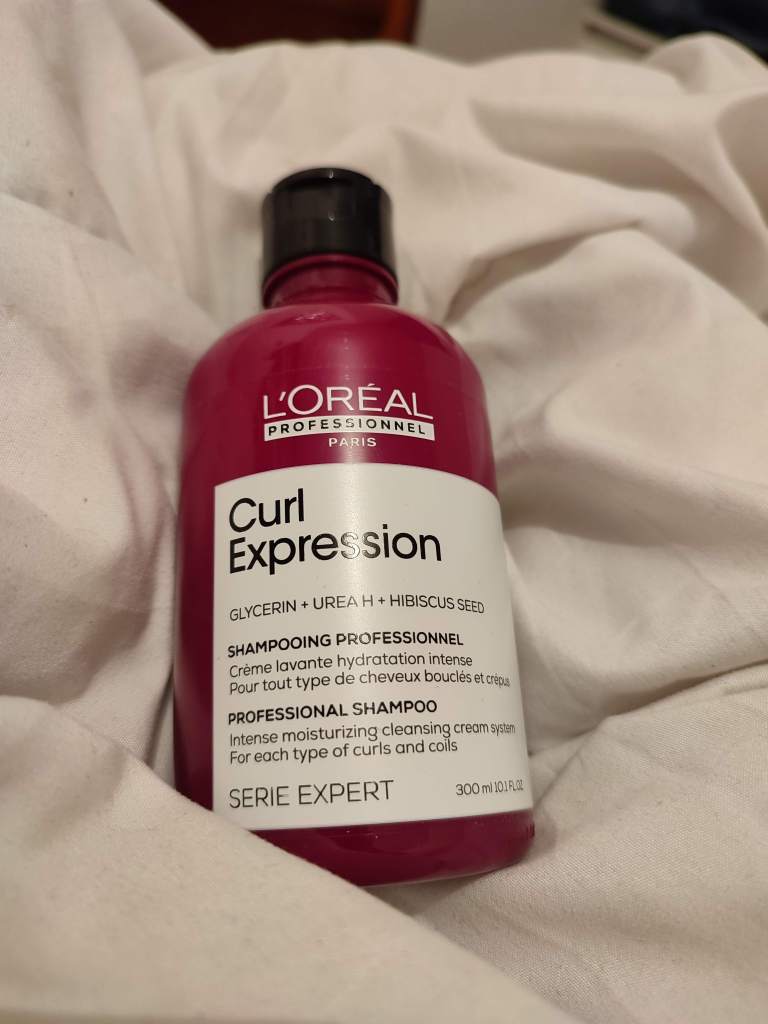 L'ORÉAL
PROFESSIONNEL
PARIS
Curl
Expression
GLYCERIN + UREA H + HIBISCUS SEED
SHAMPOOING PROFESSIONNEL
Crème lavante hydratation intense
Pour tout type de cheveux bouclés et crépus
PROFESSIONAL SHAMPOO
Intense moisturizing cleansing cream system
For each type of curls and coils
SERIE EXPERT
300 ml 10.1 FL.OZ